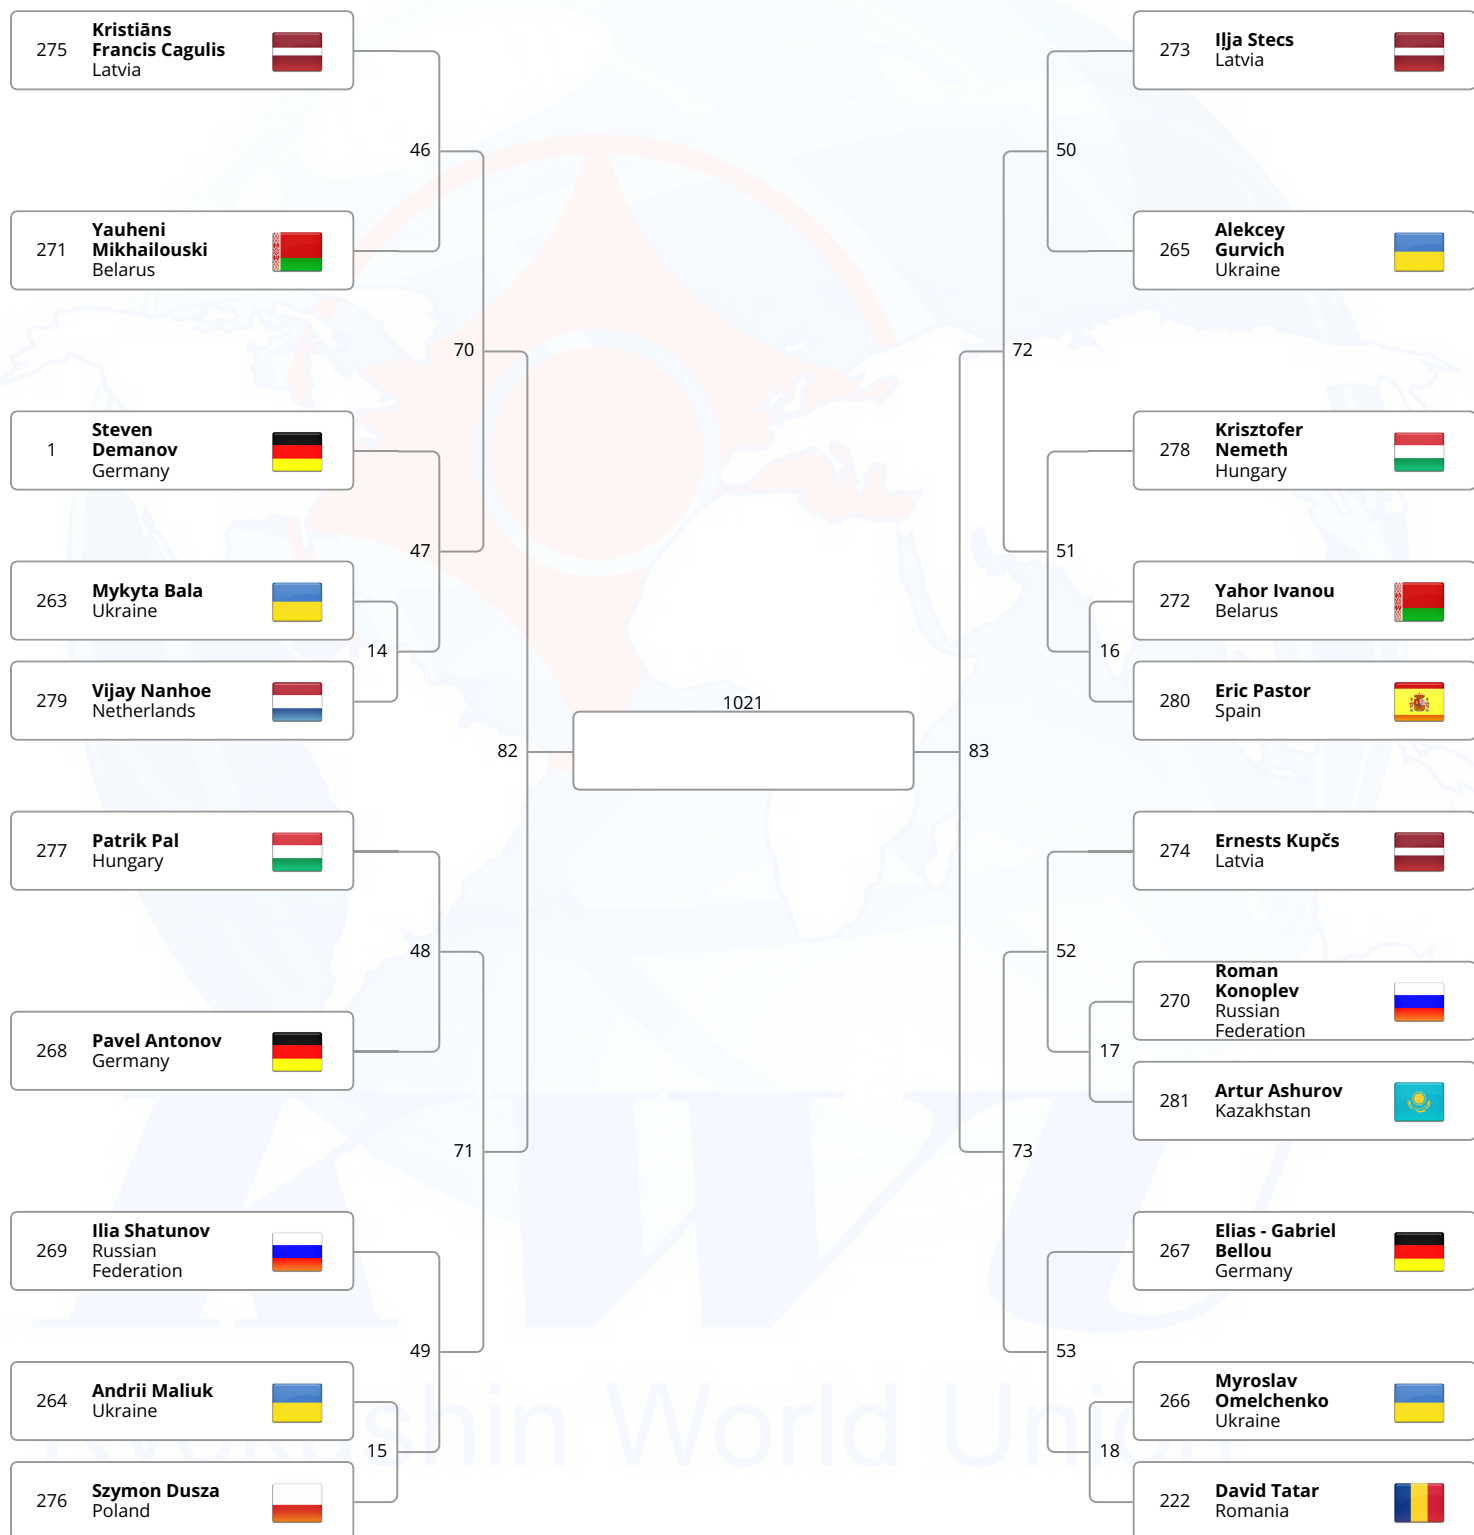 275
Kristiāns
Francis Cagulis
Latvia
46
271
Yauheni
Mikhailouski
Belarus
70
1
Steven
Demanov
Germany
47
263
Mykyta Bala
Ukraine
14
279
Vijay Nanhoe
Netherlands
82
277
Patrik Pal
Hungary
48
268
Pavel Antonov
Germany
71
269
Ilia Shatunov
Russian
Federation
49
264
Andrii Maliuk
Ukraine
15
276
Szymon Dusza
Poland
1021
273
Iļja Stecs
Latvia
50
265
Alekcey
Gurvich
Ukraine
72
278
Krisztofer
Nemeth
Hungary
51
272
Yahor Ivanou
Belarus
16
280
Eric Pastor
Spain
83
274
Ernests Kupčs
Latvia
52
270
Roman
Konoplev
Russian
Federation
17
281
Artur Ashurov
Kazakhstan
73
267
Elias - Gabriel
Bellou
Germany
53
266
Myroslav
Omelchenko
Ukraine
18
222
David Tatar
Romania
KWU
Kyokushin World Union